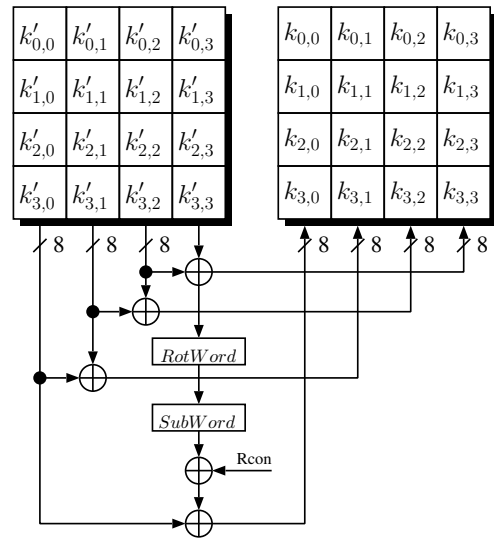 k′0,0 k′0,1 k′0,2 k′0,3 k0,0 k0,1 k0,2 k0,3
k′1,0 k′1,1 k′1,2 k′1,3 k1,0 k1,1 k1,2 k1,3
k′2,0 k′2,1 k′2,2 k′2,3 k2,0 k2,1 k2,2 k2,3
k′3,0 k′3,1 k′3,2 k′3,3 k3,0 k3,1 k3,2 k3,3
8 8 8 8 8 8 8
RotWord
SubWord
Rcon